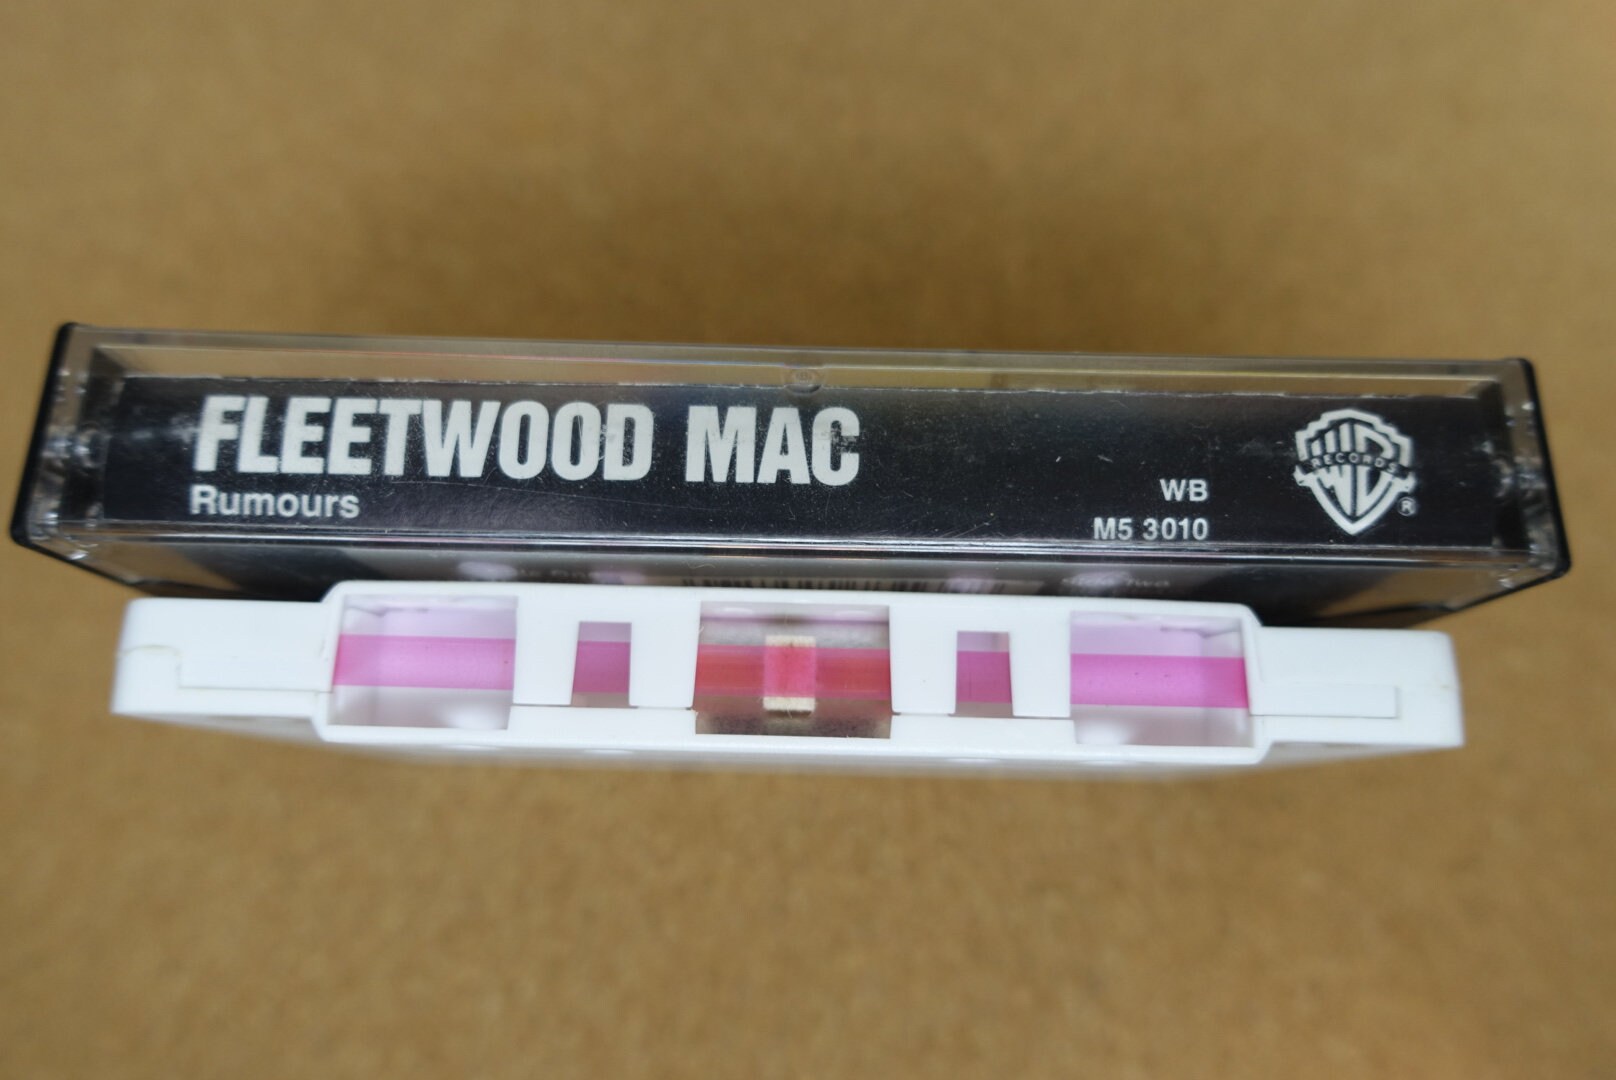 FLEETWOOD MAC
Rumours
WB
M5 3010
RECORDS
®